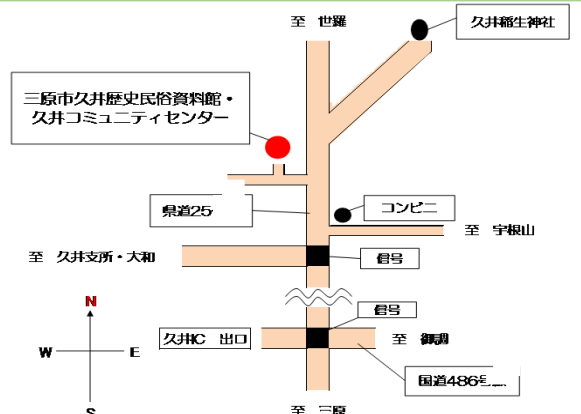 至　世羅
久井稲生神社
三原市久井歴史民俗資料館・
久井コミュニティセンター
県道25
コンビニ
至　宇根山
至　久井支所・大和
信号
信号
N
W
E
S
久井IC　出口
至　御調
国道486号
至　三原